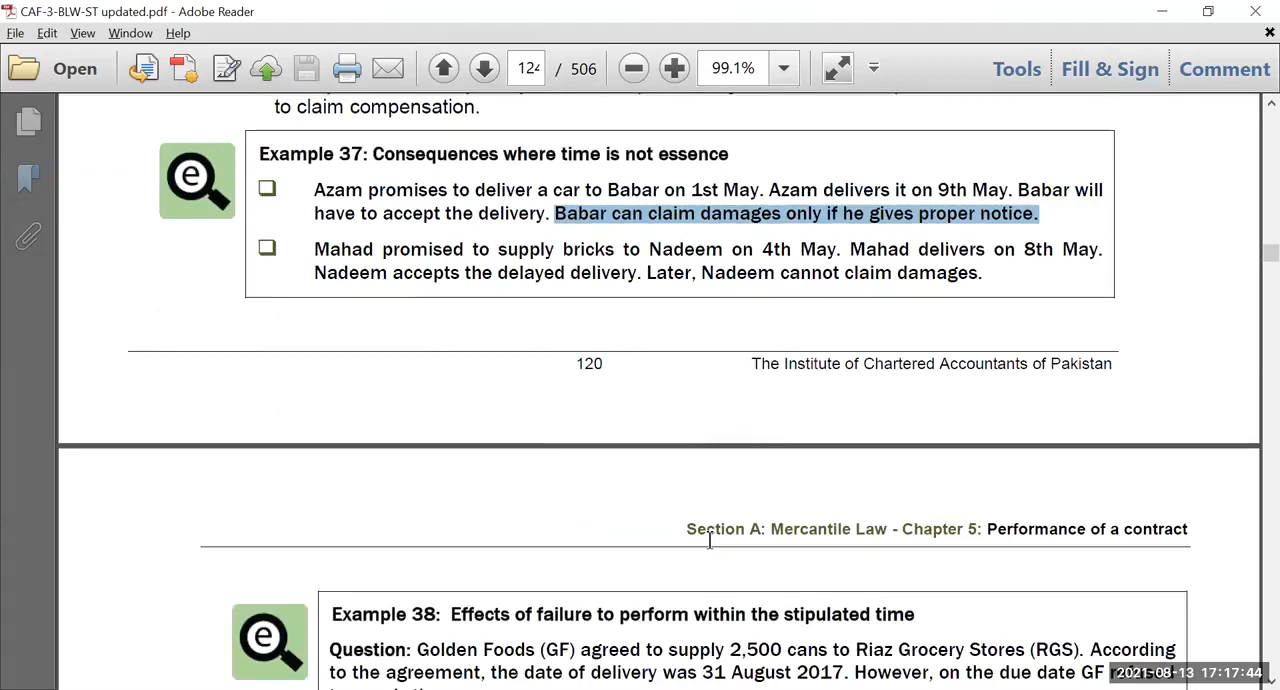 CAF-3-BLW-ST updated.pdf - Adobe Reader
File Edit View Window Help
Open 124 / 506 99.1% Tools Fill & Sign Comment
to claim compensation.
Example 37: Consequences where time is not essence
Azam promises to deliver a car to Babar on 1st May. Azam delivers it on 9th May. Babar will
have to accept the delivery. Babar can claim damages only if he gives proper notice.
Mahad promised to supply bricks to Nadeem on 4th May. Mahad delivers on 8th May.
Nadeem accepts the delayed delivery. Later, Nadeem cannot claim damages.
120 The Institute of Chartered Accountants of Pakistan
Section A: Mercantile Law - Chapter 5: Performance of a contract
Example 38: Effects of failure to perform within the stipulated time
Question: Golden Foods (GF) agreed to supply 2,500 cans to Riaz Grocery Stores (RGS). According
to the agreement, the date of delivery was 31 August 2017. However, on the due date GF
2021-08-13 17:17:44